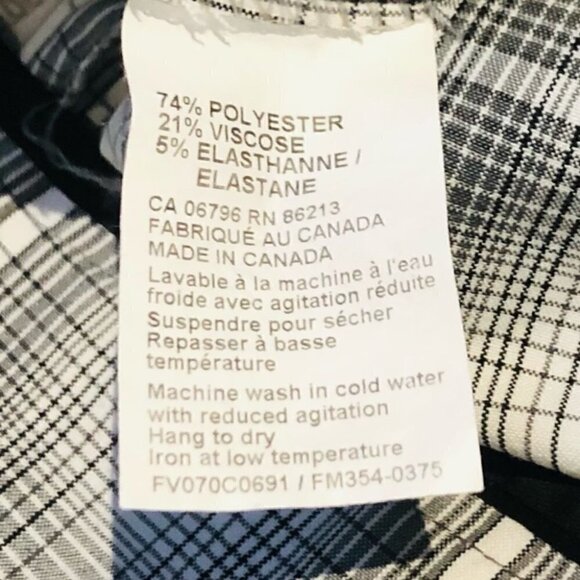 74% POLYESTER
21% VISCOSE
5% ELASTHANNE /
ELASTANE
CA 06796 RN 86213
FABRIQUÉ AU CANADA
MADE IN CANADA
Lavable à la machine à l'eau
froide avec agitation réduite
Suspendre pour sécher
Repasser à basse
température
Machine wash in cold water
with reduced agitation
Hang to dry
Iron at low temperature
FV070C0691 / FM354-0375